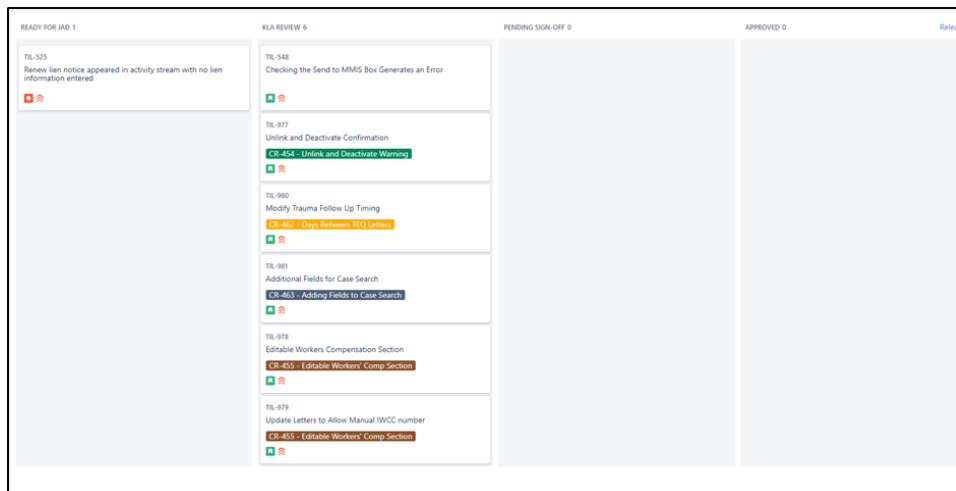 READY FOR JAD 1
KLA REVIEW 6
PENDING SIGN-OFF 0
APPROVED 0
Relea
TIL-525
Renew lien notice appeared in activity stream with no lien
information entered
TIL-548
Checking the Send to MMIS Box Generates an Error
TIL-977
Unlink and Deactivate Confirmation
CR-454 - Unlink and Deactivate Warning
TIL-980
Modify Trauma Follow Up Timing
CR-462 - Days Between TEQ Letters
TIL-981
Additional Fields for Case Search
CR-463 - Adding Fields to Case Search
TIL-978
Editable Workers Compensation Section
CR-455 - Editable Workers' Comp Section
TIL-979
Update Letters to Allow Manual IWCC number
CR-455 - Editable Workers' Comp Section